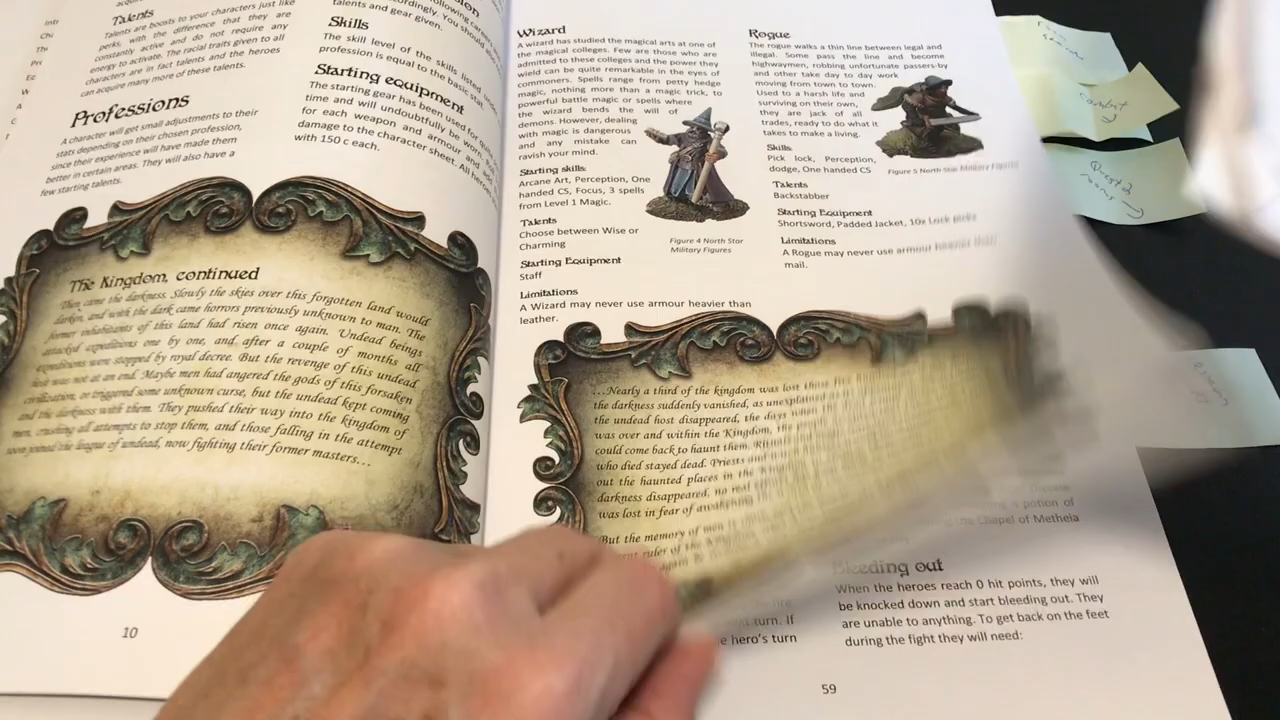 Talents
Talents are boosts to your characters just like
perks, with the difference that they are
constantly active and do not require any
energy to activate. The racial traits given to all
characters are in fact talents and the heroes
can acquire many more of these talents.
Professions
A character will get small adjustments to their
stats depending on their chosen profession,
since their experience will have made them
better in certain areas. They will also have a
few starting talents.
talents and gear given.
Skills
The skill level of the skills listed
profession is equal to the basic stat
Starting equipment
The starting gear has been used for quite
time and will undoubtedly be worn.
for each weapon and armour and
damage to the character sheet. All heroes
with 150 c each.
The Kingdom, continued
Then came the darkness. Slowly the skies over this forgotten land would
darken, and with the dark came horrors previously unknown to man. The
former inhabitants of this land had risen once again. Undead beings
attacked expeditions one by one, and after a couple of months all
expeditions were stopped by royal decree. But the revenge of this undead
host was not at an end. Maybe men had angered the gods of this forsaken
civilization, or triggered some unknown curse, but the undead kept coming
and the darkness with them. They pushed their way into the kingdom of
men, crushing all attempts to stop them, and those falling in the attempt
soon joined the league of undead, now fighting their former masters…
10
Wizard
A wizard has studied the magical arts at one of
the magical colleges. Few are those who are
admitted to these colleges and the power they
wield can be quite remarkable in the eyes of
commoners. Spells range from petty hedge
magic, nothing more than a magic trick, to
powerful battle magic or spells where
the wizard bends the will of
demons. However, dealing
with magic is dangerous
and any mistake can
ravish your mind.
Starting skills:
Arcane Art, Perception, One
handed CS, Focus, 3 spells
from Level 1 Magic.
Talents
Choose between Wise or
Charming
Starting Equipment
Staff
Limitations
A Wizard may never use armour heavier than
leather.
Figure 4 North Star
Military Figures
Rogue
The rogue walks a thin line between legal and
illegal. Some pass the line and become
highwaymen, robbing unfortunate passers-by
and other take day to day work
moving from town to town.
Used to a harsh life and
surviving on their own,
they are jack of all
trades, ready to do what it
takes to make a living.
Skills:
Pick lock, Perception,
dodge, One handed CS
Figure 5 North Star Military Figures
Talents
Backstabber
Starting Equipment
Shortsword, Padded Jacket, 10x Lock picks
Limitations
A Rogue may never use armour heavier than
mail.
…Nearly a third of the kingdom was lost
the darkness suddenly vanished, as
the undead host disappeared, the days
was over and within the Kingdom,
could come back to haunt them.
who died stayed dead. Priests
out the haunted places in the
darkness disappeared, no real
was lost in fear of awakening
But the memory of men is
ruler of the
again
a potion of
the Chapel of Metheia
Bleeding out
When the heroes reach 0 hit points, they will
be knocked down and start bleeding out. They
are unable to anything. To get back on the feet
during the fight they will need:
turn. If
hero's turn
59